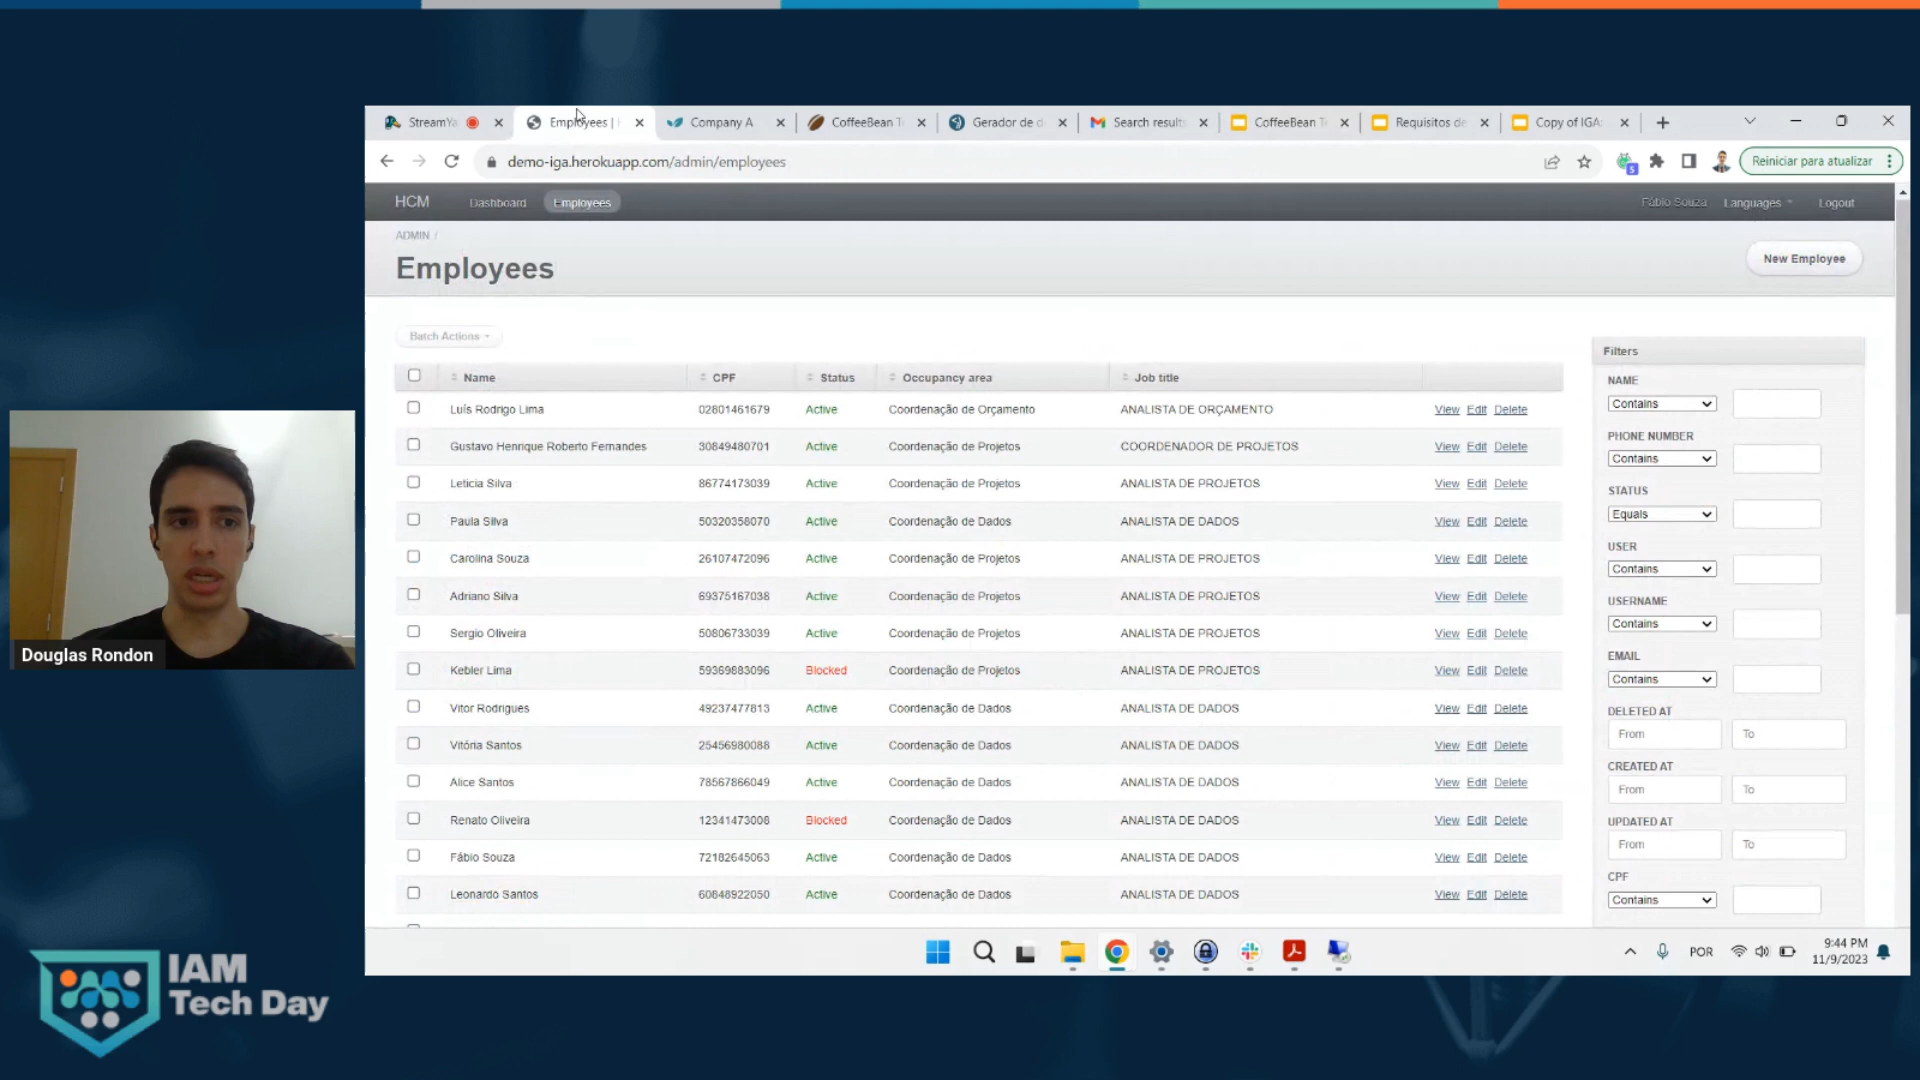 StreamYa
Employees |
Company A
CoffeeBean T
Gerador de d
Search results
CoffeeBean T
Requisitos de
Copy of IGA:
demo-iga.herokuapp.com/admin/employees
Reiniciar para atualizar
HCM Dashboard Employees Fábio Souza Languages Logout
ADMIN /
Employees
New Employee
Batch Actions
Name CPF Status Occupancy area Job title
Luís Rodrigo Lima 02801461679 Active Coordenação de Orçamento ANALISTA DE ORÇAMENTO View Edit Delete
Gustavo Henrique Roberto Fernandes 30849480701 Active Coordenação de Projetos COORDENADOR DE PROJETOS View Edit Delete
Leticia Silva 86774173039 Active Coordenação de Projetos ANALISTA DE PROJETOS View Edit Delete
Paula Silva 50320358070 Active Coordenação de Dados ANALISTA DE DADOS View Edit Delete
Carolina Souza 26107472096 Active Coordenação de Projetos ANALISTA DE PROJETOS View Edit Delete
Adriano Silva 69375167038 Active Coordenação de Projetos ANALISTA DE PROJETOS View Edit Delete
Sergio Oliveira 50806733039 Active Coordenação de Projetos ANALISTA DE PROJETOS View Edit Delete
Kebler Lima 59369883096 Blocked Coordenação de Projetos ANALISTA DE PROJETOS View Edit Delete
Vitor Rodrigues 49237477813 Active Coordenação de Dados ANALISTA DE DADOS View Edit Delete
Vitória Santos 25456980088 Active Coordenação de Dados ANALISTA DE DADOS View Edit Delete
Alice Santos 78567866049 Active Coordenação de Dados ANALISTA DE DADOS View Edit Delete
Renato Oliveira 12341473008 Blocked Coordenação de Dados ANALISTA DE DADOS View Edit Delete
Fábio Souza 72182645063 Active Coordenação de Dados ANALISTA DE DADOS View Edit Delete
Leonardo Santos 60848922050 Active Coordenação de Dados ANALISTA DE DADOS View Edit Delete
Filters
NAME
Contains
PHONE NUMBER
Contains
STATUS
Equals
USER
Contains
USERNAME
Contains
EMAIL
Contains
DELETED AT
From To
CREATED AT
From To
UPDATED AT
From To
CPF
Contains
POR
9:44 PM
11/9/2023
Douglas Rondon
IAM
Tech Day